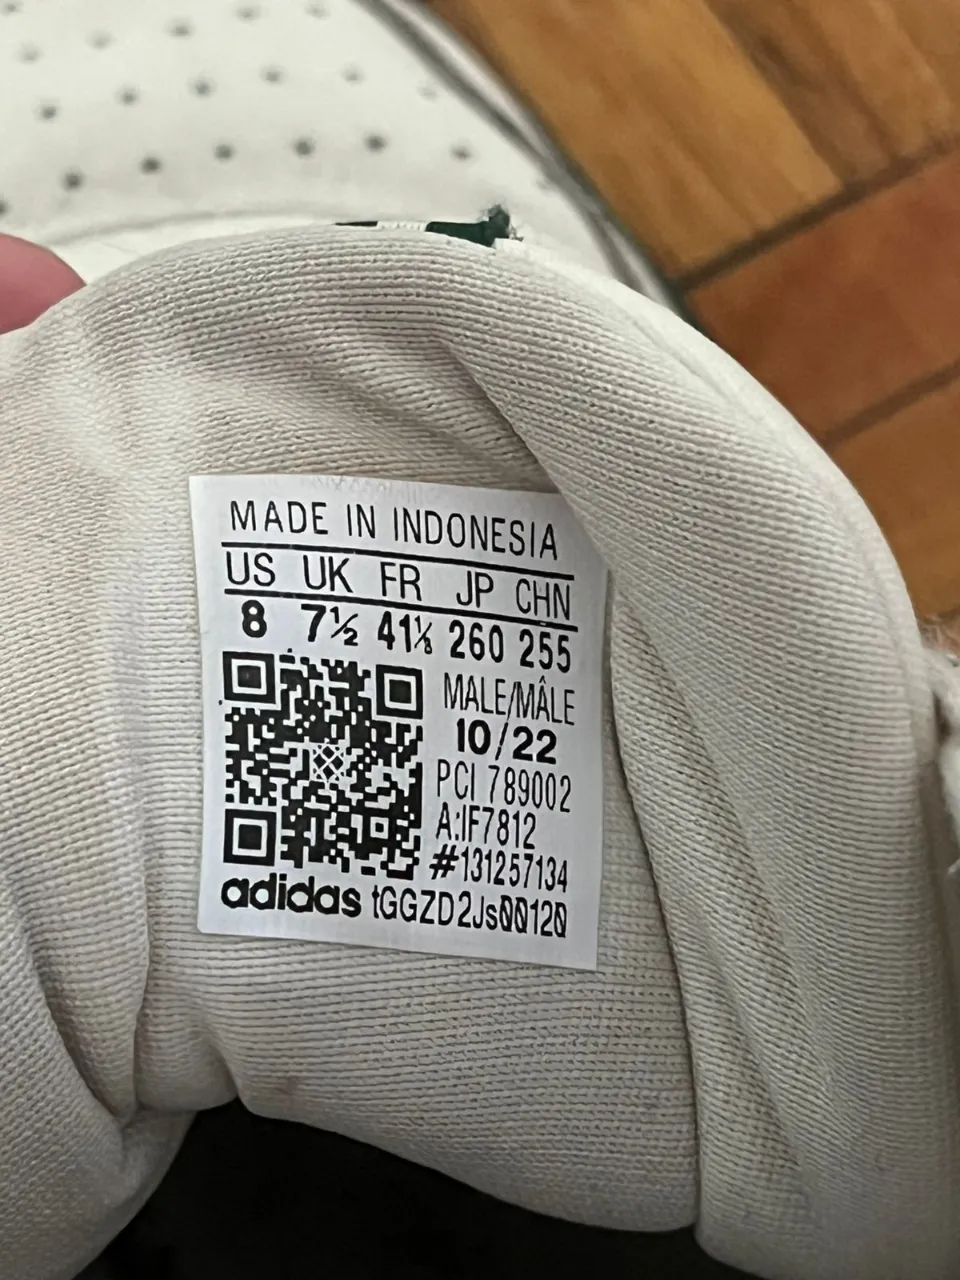 MADE IN INDONESIA
US UK FR JP CHN
8 7½ 41⅓ 260 255
MALE/MÂLE
10/22
PCI 789002
A:IF7812
#131257134
adidas tGGZD2Js00120